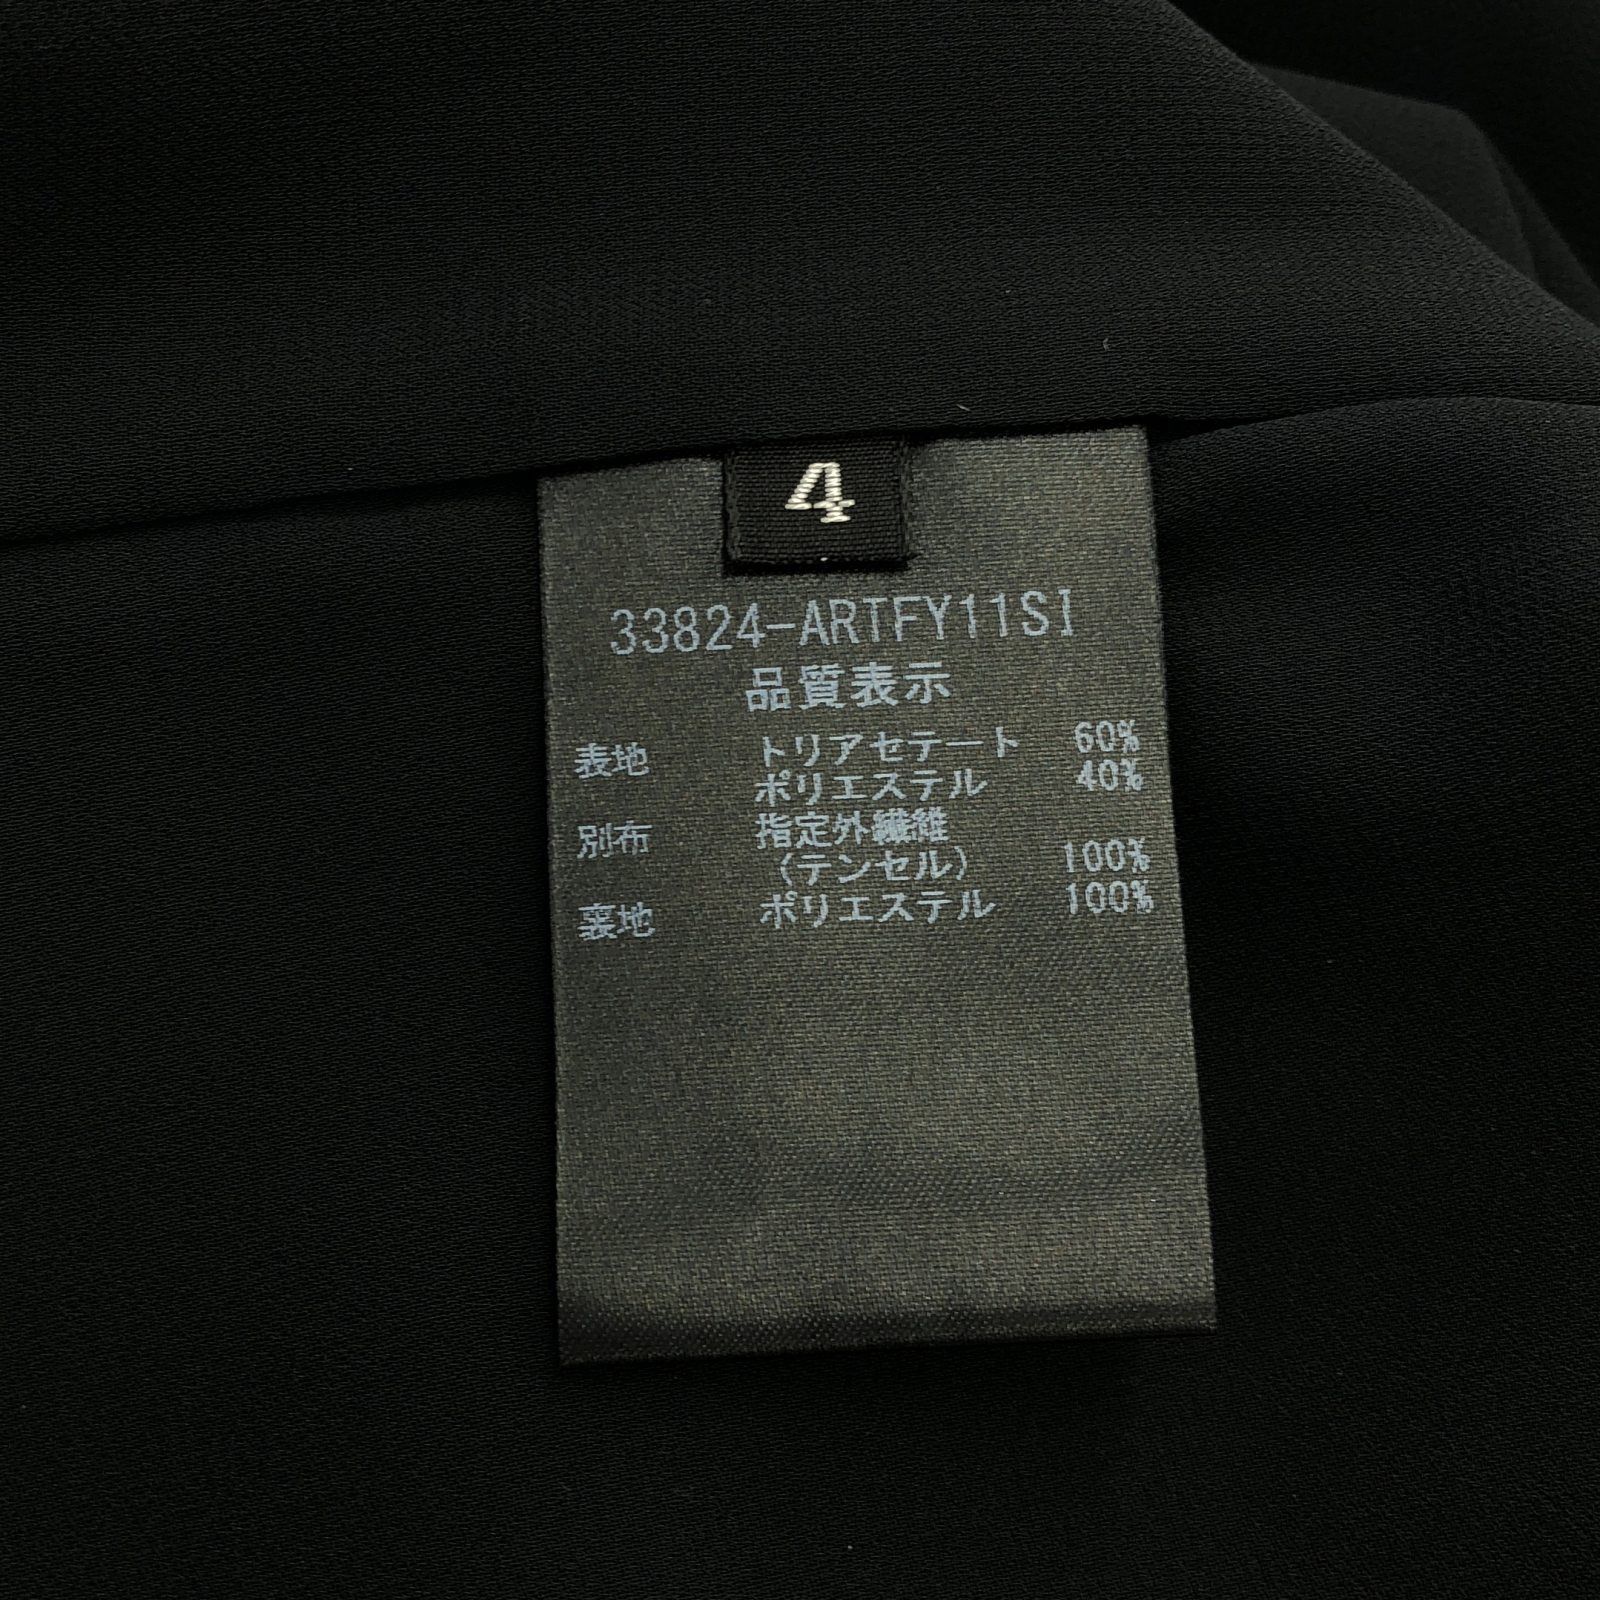 4
33824-ARTFY11SI
品質表示
表地 トリアセテート 60%
ポリエステル 40%
別布 指定外繊維
(テンセル) 100%
裏地 ポリエステル 100%